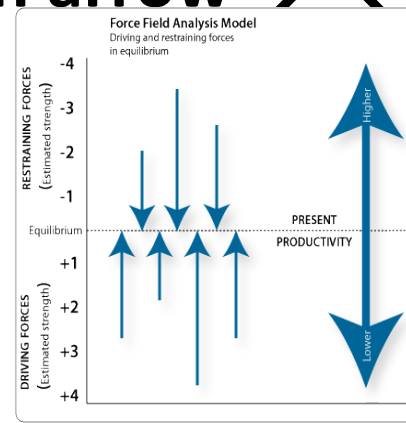 Force Field Analysis Model
Driving and restraining forces
in equilibrium
RESTRAINING FORCES
(Estimated strength)
-4
-3
-2
-1
Higher
Equilibrium
PRESENT
PRODUCTIVITY
DRIVING FORCES
(Estimated strength)
+1
+2
+3
+4
Lower